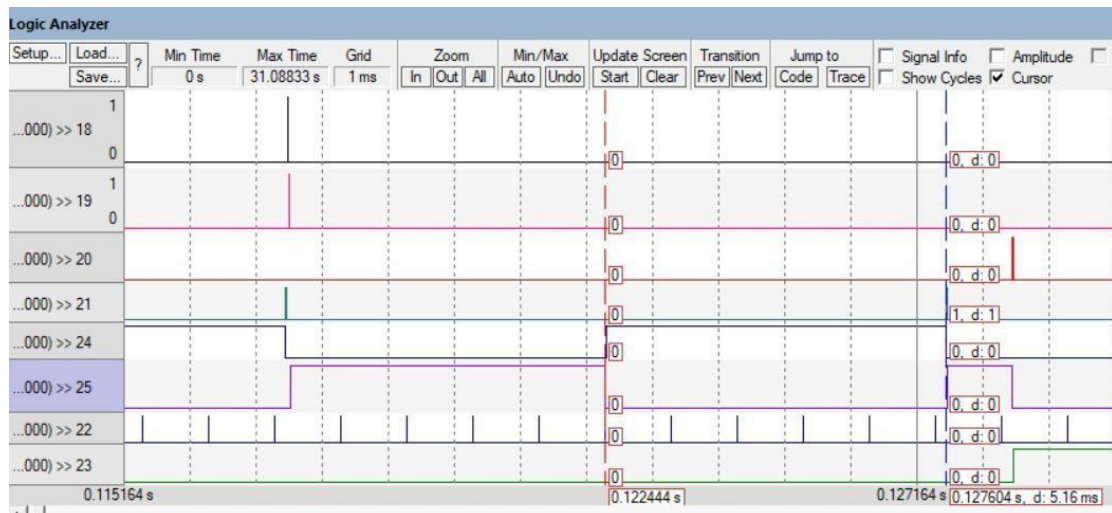 Logic Analyzer
Setup... Load... ? Min Time Max Time Grid Zoom Min/Max Update Screen Transition Jump to Signal Info Amplitude
Save... 0 s 31.08833 s 1 ms In Out All Auto Undo Start Clear Prev Next Code Trace Show Cycles Cursor
1
...000) >> 18
0 0 0, d: 0
1
...000) >> 19
0 0 0, d: 0
...000) >> 20
0 0, d: 0
...000) >> 21
0 1, d: 1
...000) >> 24
0 0, d: 0
...000) >> 25
0 0, d: 0
...000) >> 22
0 0, d: 0
...000) >> 23
0 0, d: 0
0.115164 s 0.122444 s 0.127164 s 0.127604 s, d: 5.16 ms